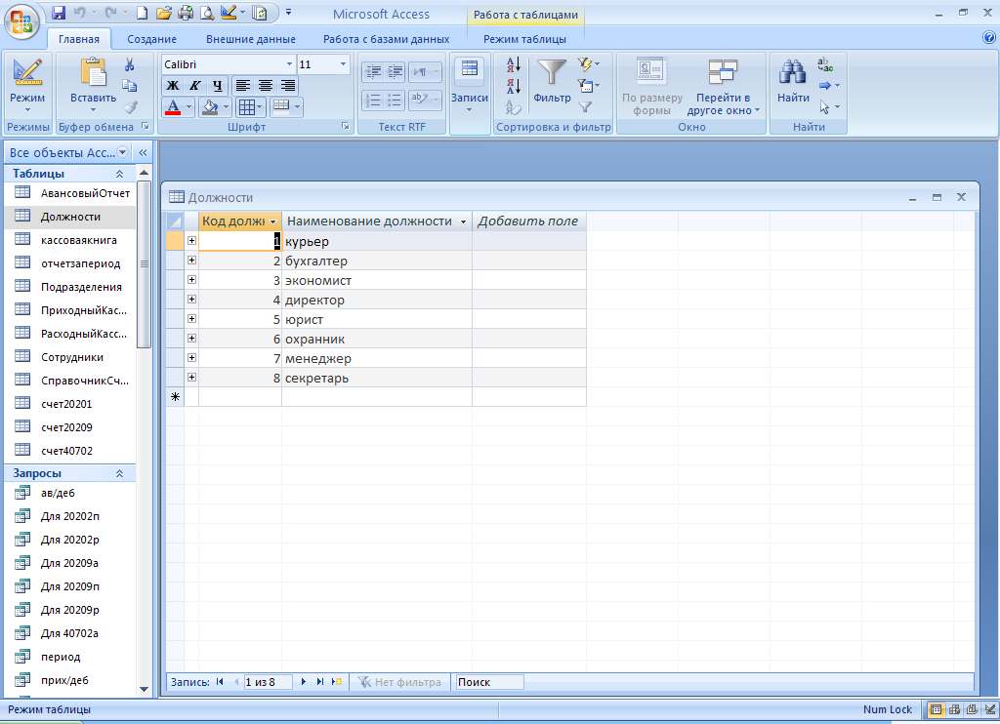 Microsoft Access
Работа с таблицами
Главная
Создание
Внешние данные
Работа с базами данных
Режим таблицы
Режим
Режимы
Вставить
Буфер обмена
Calibri
11
Ж К Ч
А
Шрифт
Текст RTF
Записи
Фильтр
Сортировка и фильтр
По размеру
формы
Перейти в
другое окно
Окно
Найти
Найти
Все объекты Acc...
Таблицы
АвансовыйОтчет
Должности
кассоваякнига
отчетзапериод
Подразделения
ПриходныйКас...
РасходныйКасс...
Сотрудники
СправочникСч...
счет20201
счет20209
счет40702
Запросы
ав/деб
Для 20202п
Для 20202р
Для 20209а
Для 20209п
Для 20209р
Для 40702а
период
прих/деб
Должности
Код должн Наименование должности Добавить поле
1 курьер
2 бухгалтер
3 экономист
4 директор
5 юрист
6 охранник
7 менеджер
8 секретарь
Запись: 1 из 8 Нет фильтра Поиск
Режим таблицы
Num Lock